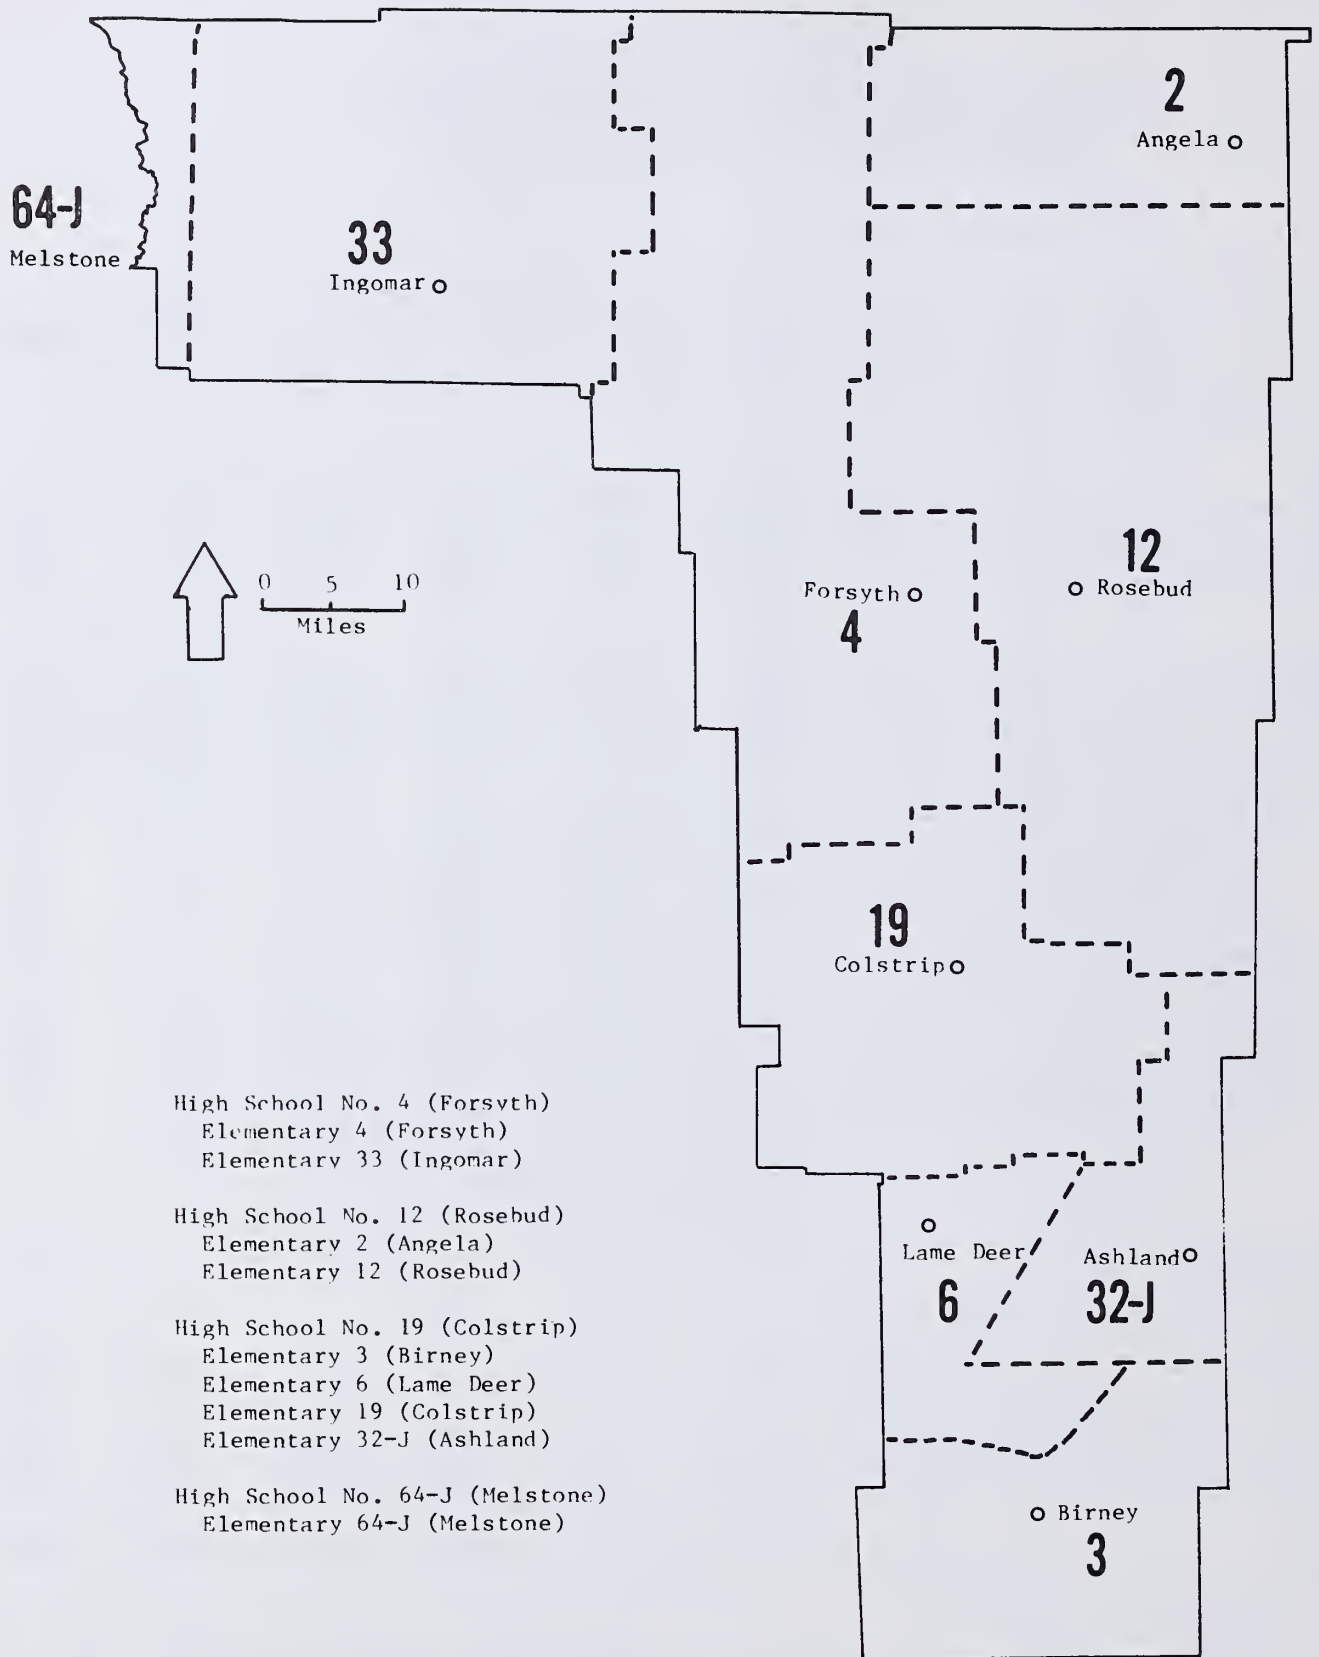 2
Angela
64-J
Melstone
33
Ingomar
12
Rosebud
Forsyth
4
0 5 10
Miles
19
Colstrip
Lame Deer
6
Ashland
32-J
Birney
3
High School No. 4 (Forsyth)
Elementary 4 (Forsyth)
Elementary 33 (Ingomar)
High School No. 12 (Rosebud)
Elementary 2 (Angela)
Elementary 12 (Rosebud)
High School No. 19 (Colstrip)
Elementary 3 (Birney)
Elementary 6 (Lame Deer)
Elementary 19 (Colstrip)
Elementary 32-J (Ashland)
High School No. 64-J (Melstone)
Elementary 64-J (Melstone)